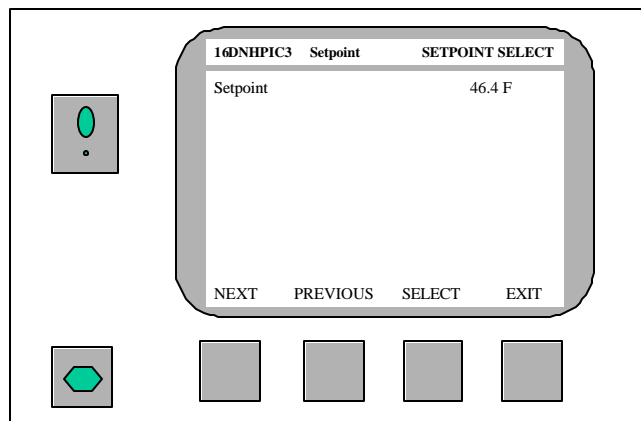 16DNHPIC3 Setpoint SETPOINT SELECT
Setpoint 46.4 F
NEXT PREVIOUS SELECT EXIT